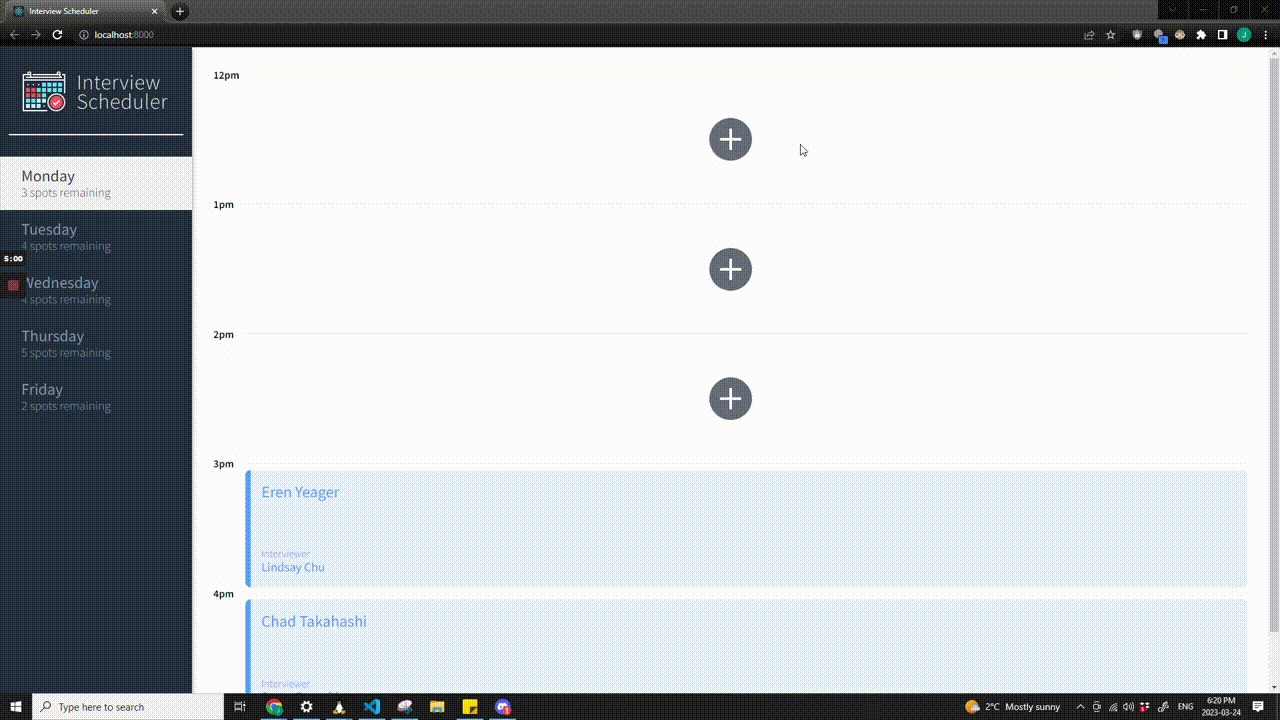 Interview Scheduler
localhost:8000
Interview
Scheduler
Monday
3 spots remaining
Tuesday
4 spots remaining
5:00
Wednesday
4 spots remaining
Thursday
5 spots remaining
Friday
2 spots remaining
12pm
1pm
2pm
3pm
Eren Yeager
Interviewer
Lindsay Chu
4pm
Chad Takahashi
Interviewer
Type here to search
2°C Mostly sunny
ENG
6:20 PM
2023-03-24
J